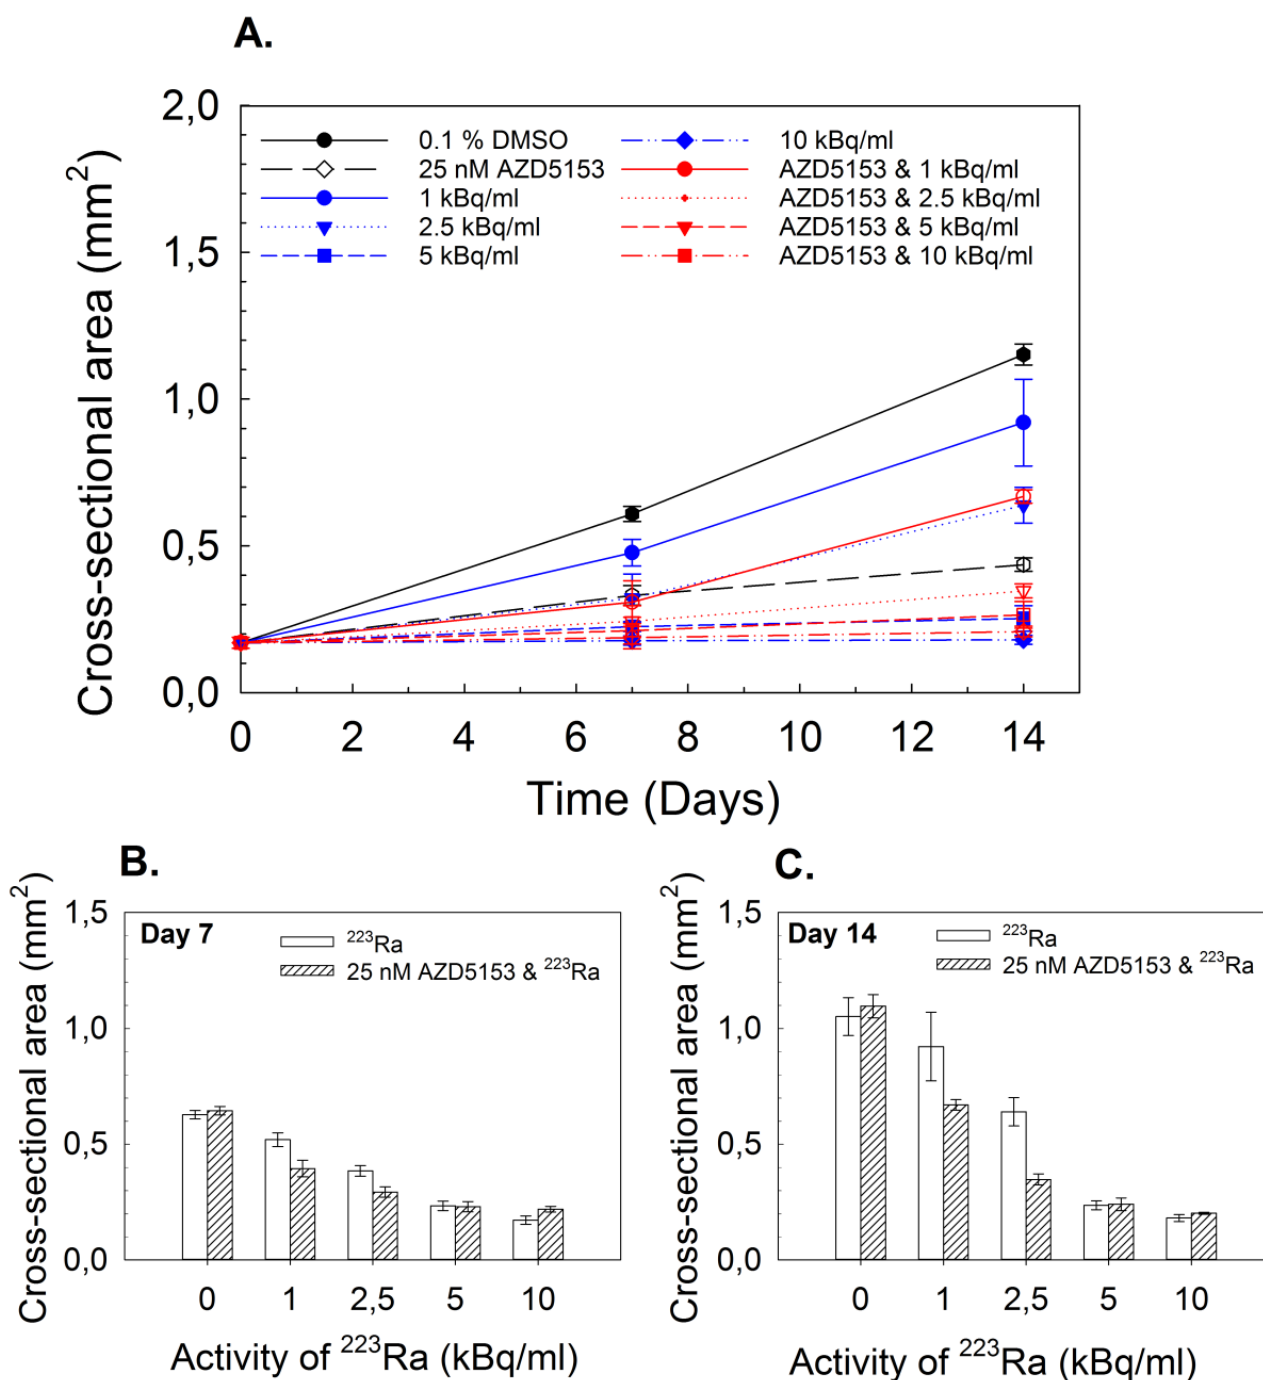 A.
Cross-sectional area (mm²)
2,0
1,5
1,0
0,5
0,0
0.1 % DMSO
25 nM AZD5153
1 kBq/ml
2.5 kBq/ml
5 kBq/ml
10 kBq/ml
AZD5153 & 1 kBq/ml
AZD5153 & 2.5 kBq/ml
AZD5153 & 5 kBq/ml
AZD5153 & 10 kBq/ml
0 2 4 6 8 10 12 14
Time (Days)
B.
Cross-sectional area (mm²)
1,5
1,0
0,5
0,0
Day 7
²²³Ra
25 nM AZD5153 & ²²³Ra
0 1 2,5 5 10
Activity of ²²³Ra (kBq/ml)
C.
Cross-sectional area (mm²)
1,5
1,0
0,5
0,0
Day 14
²²³Ra
25 nM AZD5153 & ²²³Ra
0 1 2,5 5 10
Activity of ²²³Ra (kBq/ml)